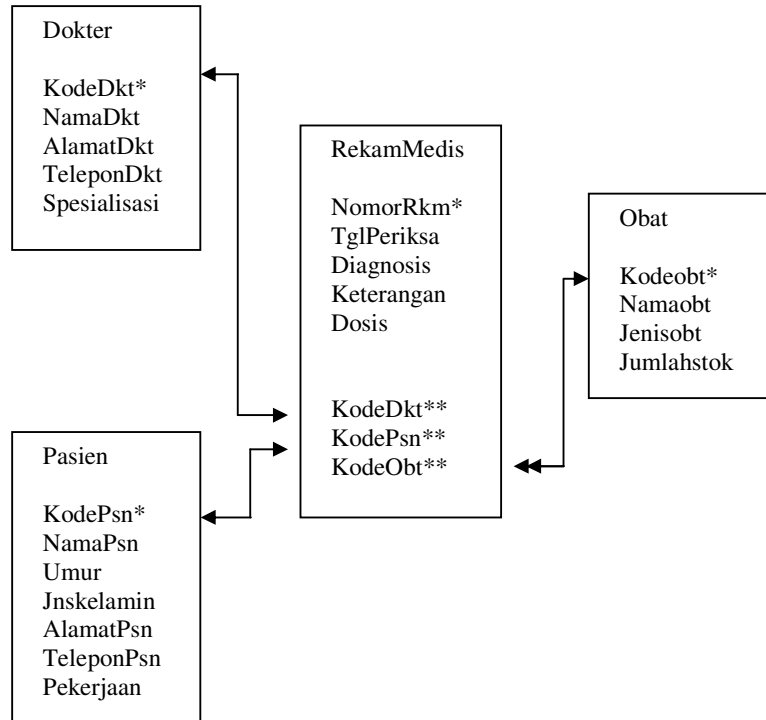 Dokter
KodeDkt*
NamaDkt
AlamatDkt
TeleponDkt
Spesialisasi
Pasien
KodePsn*
NamaPsn
Umur
Jnskelamin
AlamatPsn
TeleponPsn
Pekerjaan
RekamMedis
NomorRkm*
TglPeriksa
Diagnosis
Keterangan
Dosis
KodeDkt**
KodePsn**
KodeObt**
Obat
Kodeobt*
Namaobt
Jenisobt
Jumlahstok